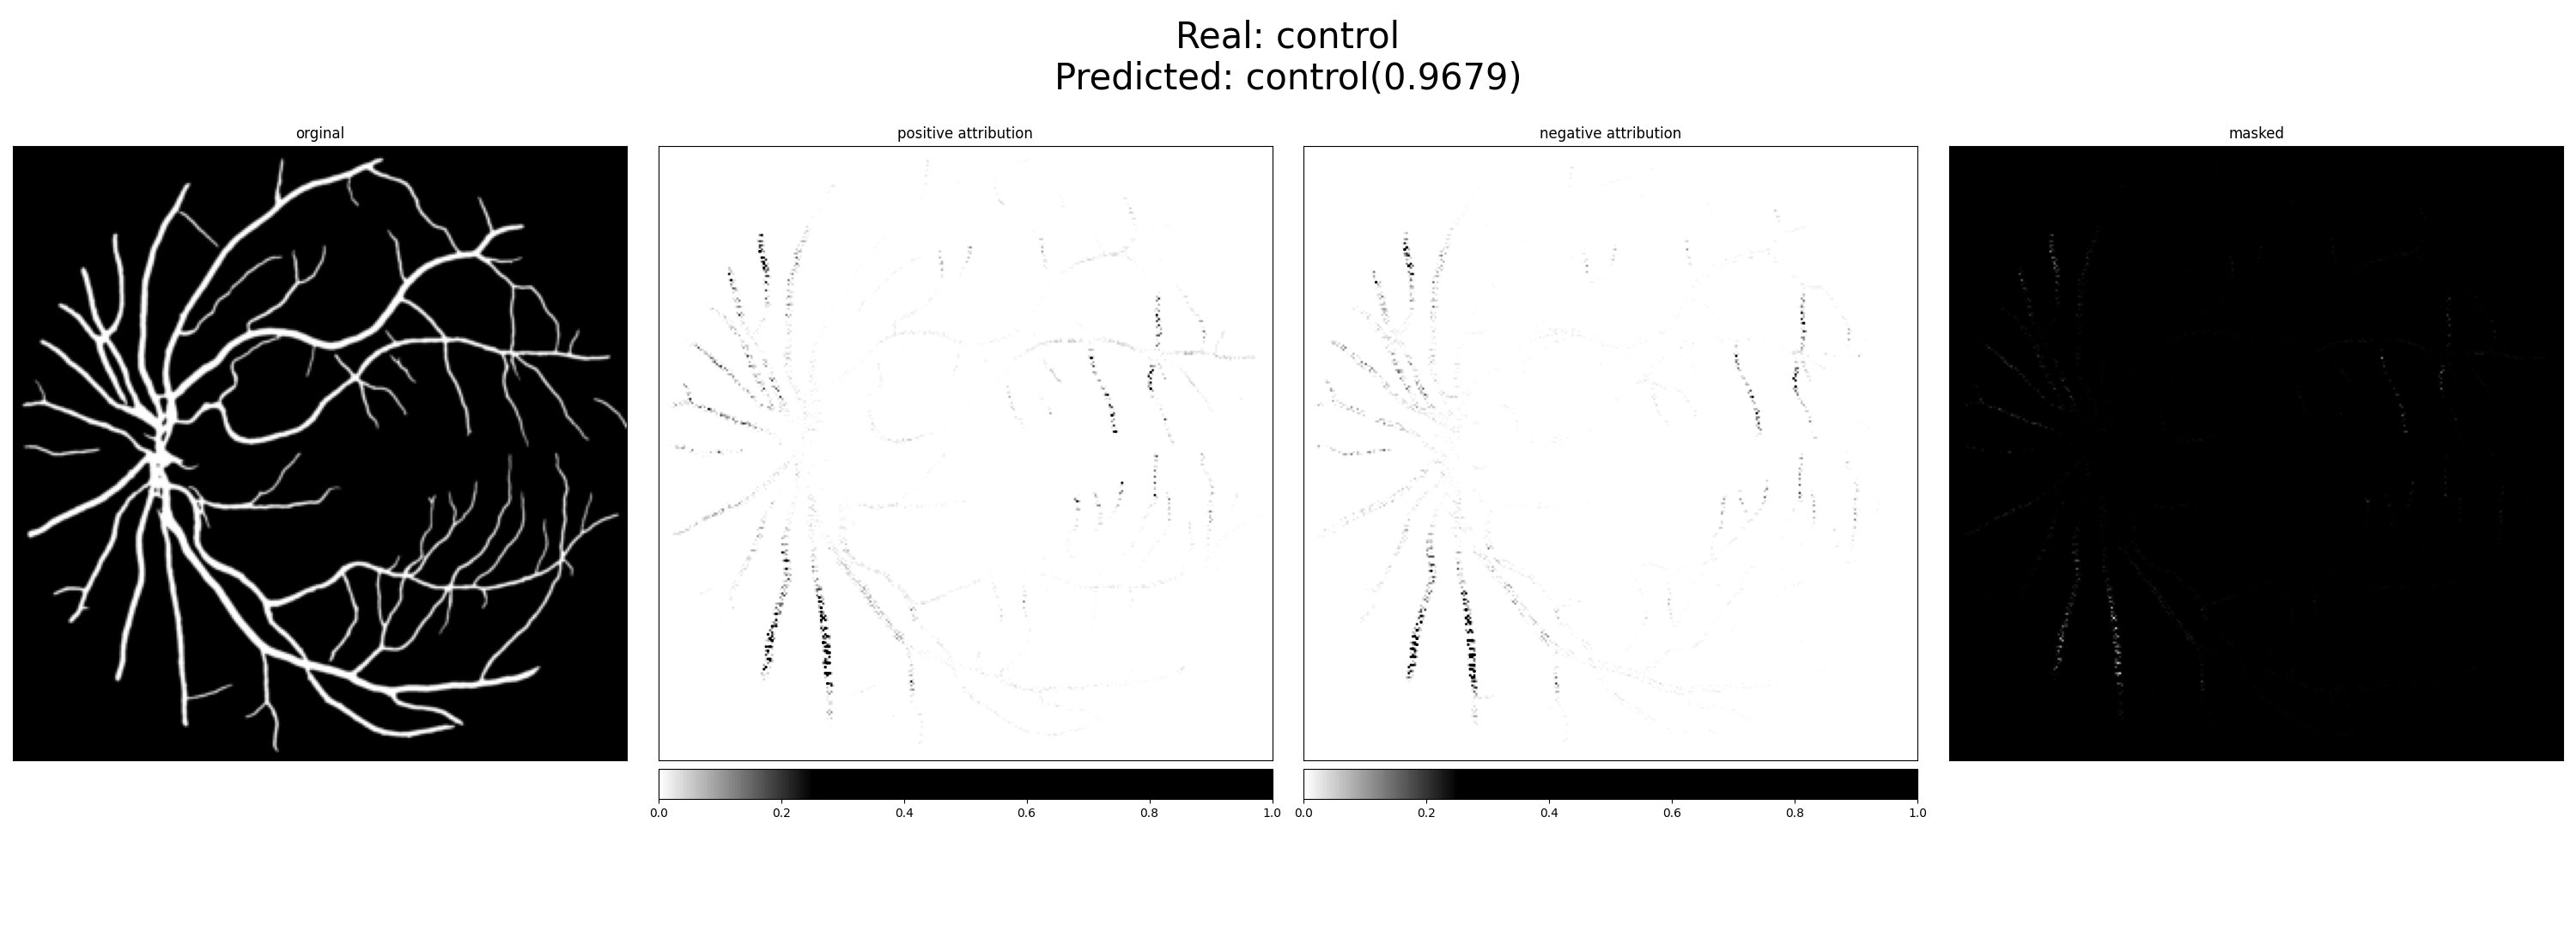 Real: control
Predicted: control(0.9679)
orginal
positive attribution
negative attribution
masked
0.0 0.2 0.4 0.6 0.8 1.0
0.0 0.2 0.4 0.6 0.8 1.0